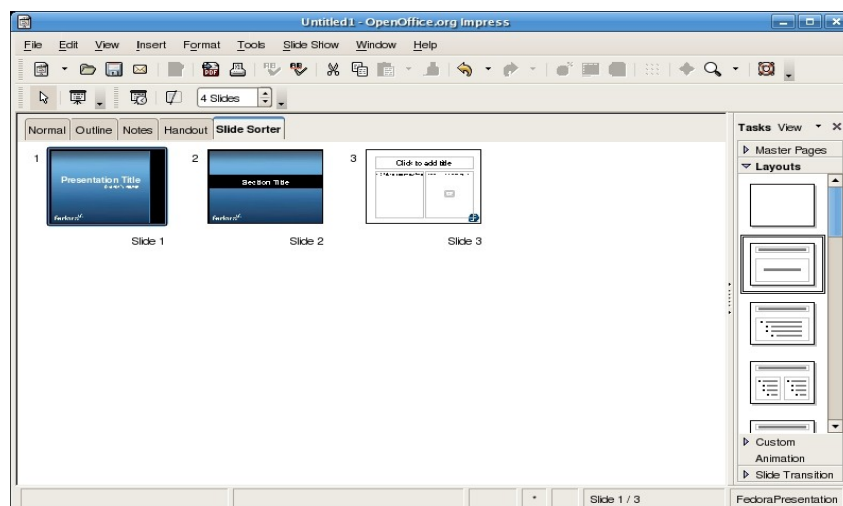 Untitled1 - OpenOffice.org Impress
File Edit View Insert Format Tools Slide Show Window Help
4 Slides
Normal Outline Notes Handout Slide Sorter
Tasks View
Master Pages
Layouts
1
2
3
Presentation Title
fedora
Section Title
fedora
Click to add title
Slide 1
Slide 2
Slide 3
Custom
Animation
Slide Transition
*
Slide 1 / 3
FedoraPresentation